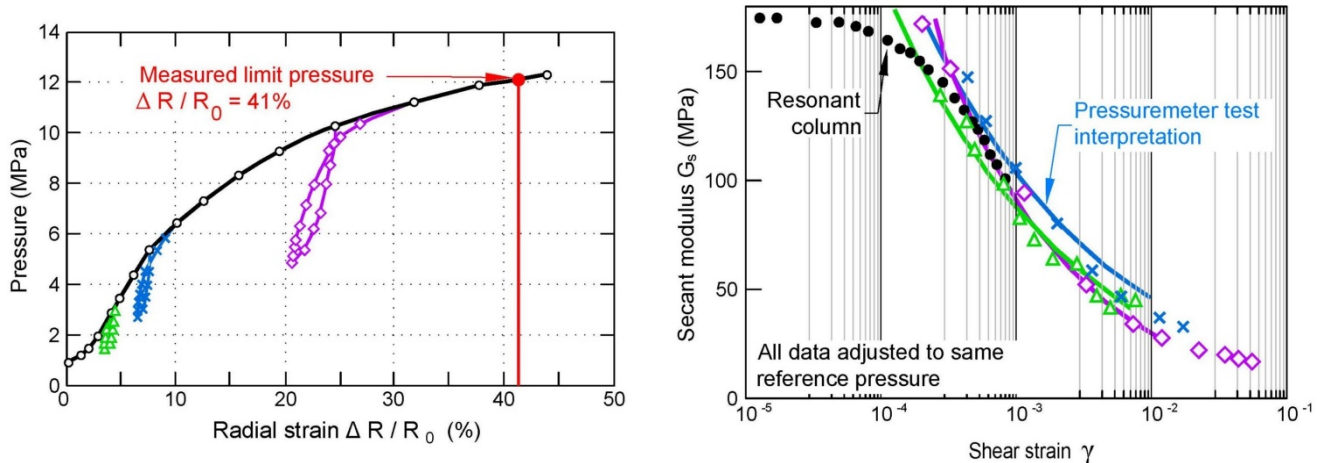 14
12
10
8
6
4
2
0
Pressure (MPa)
Measured limit pressure
Δ R / R0 = 41%
0
10
20
30
40
50
Radial strain Δ R / R0 (%)
150
100
50
0
Secant modulus Gs (MPa)
Resonant
column
Pressuremeter test
interpretation
All data adjusted to same
reference pressure
10-5
10-4
10-3
10-2
10-1
Shear strain γ